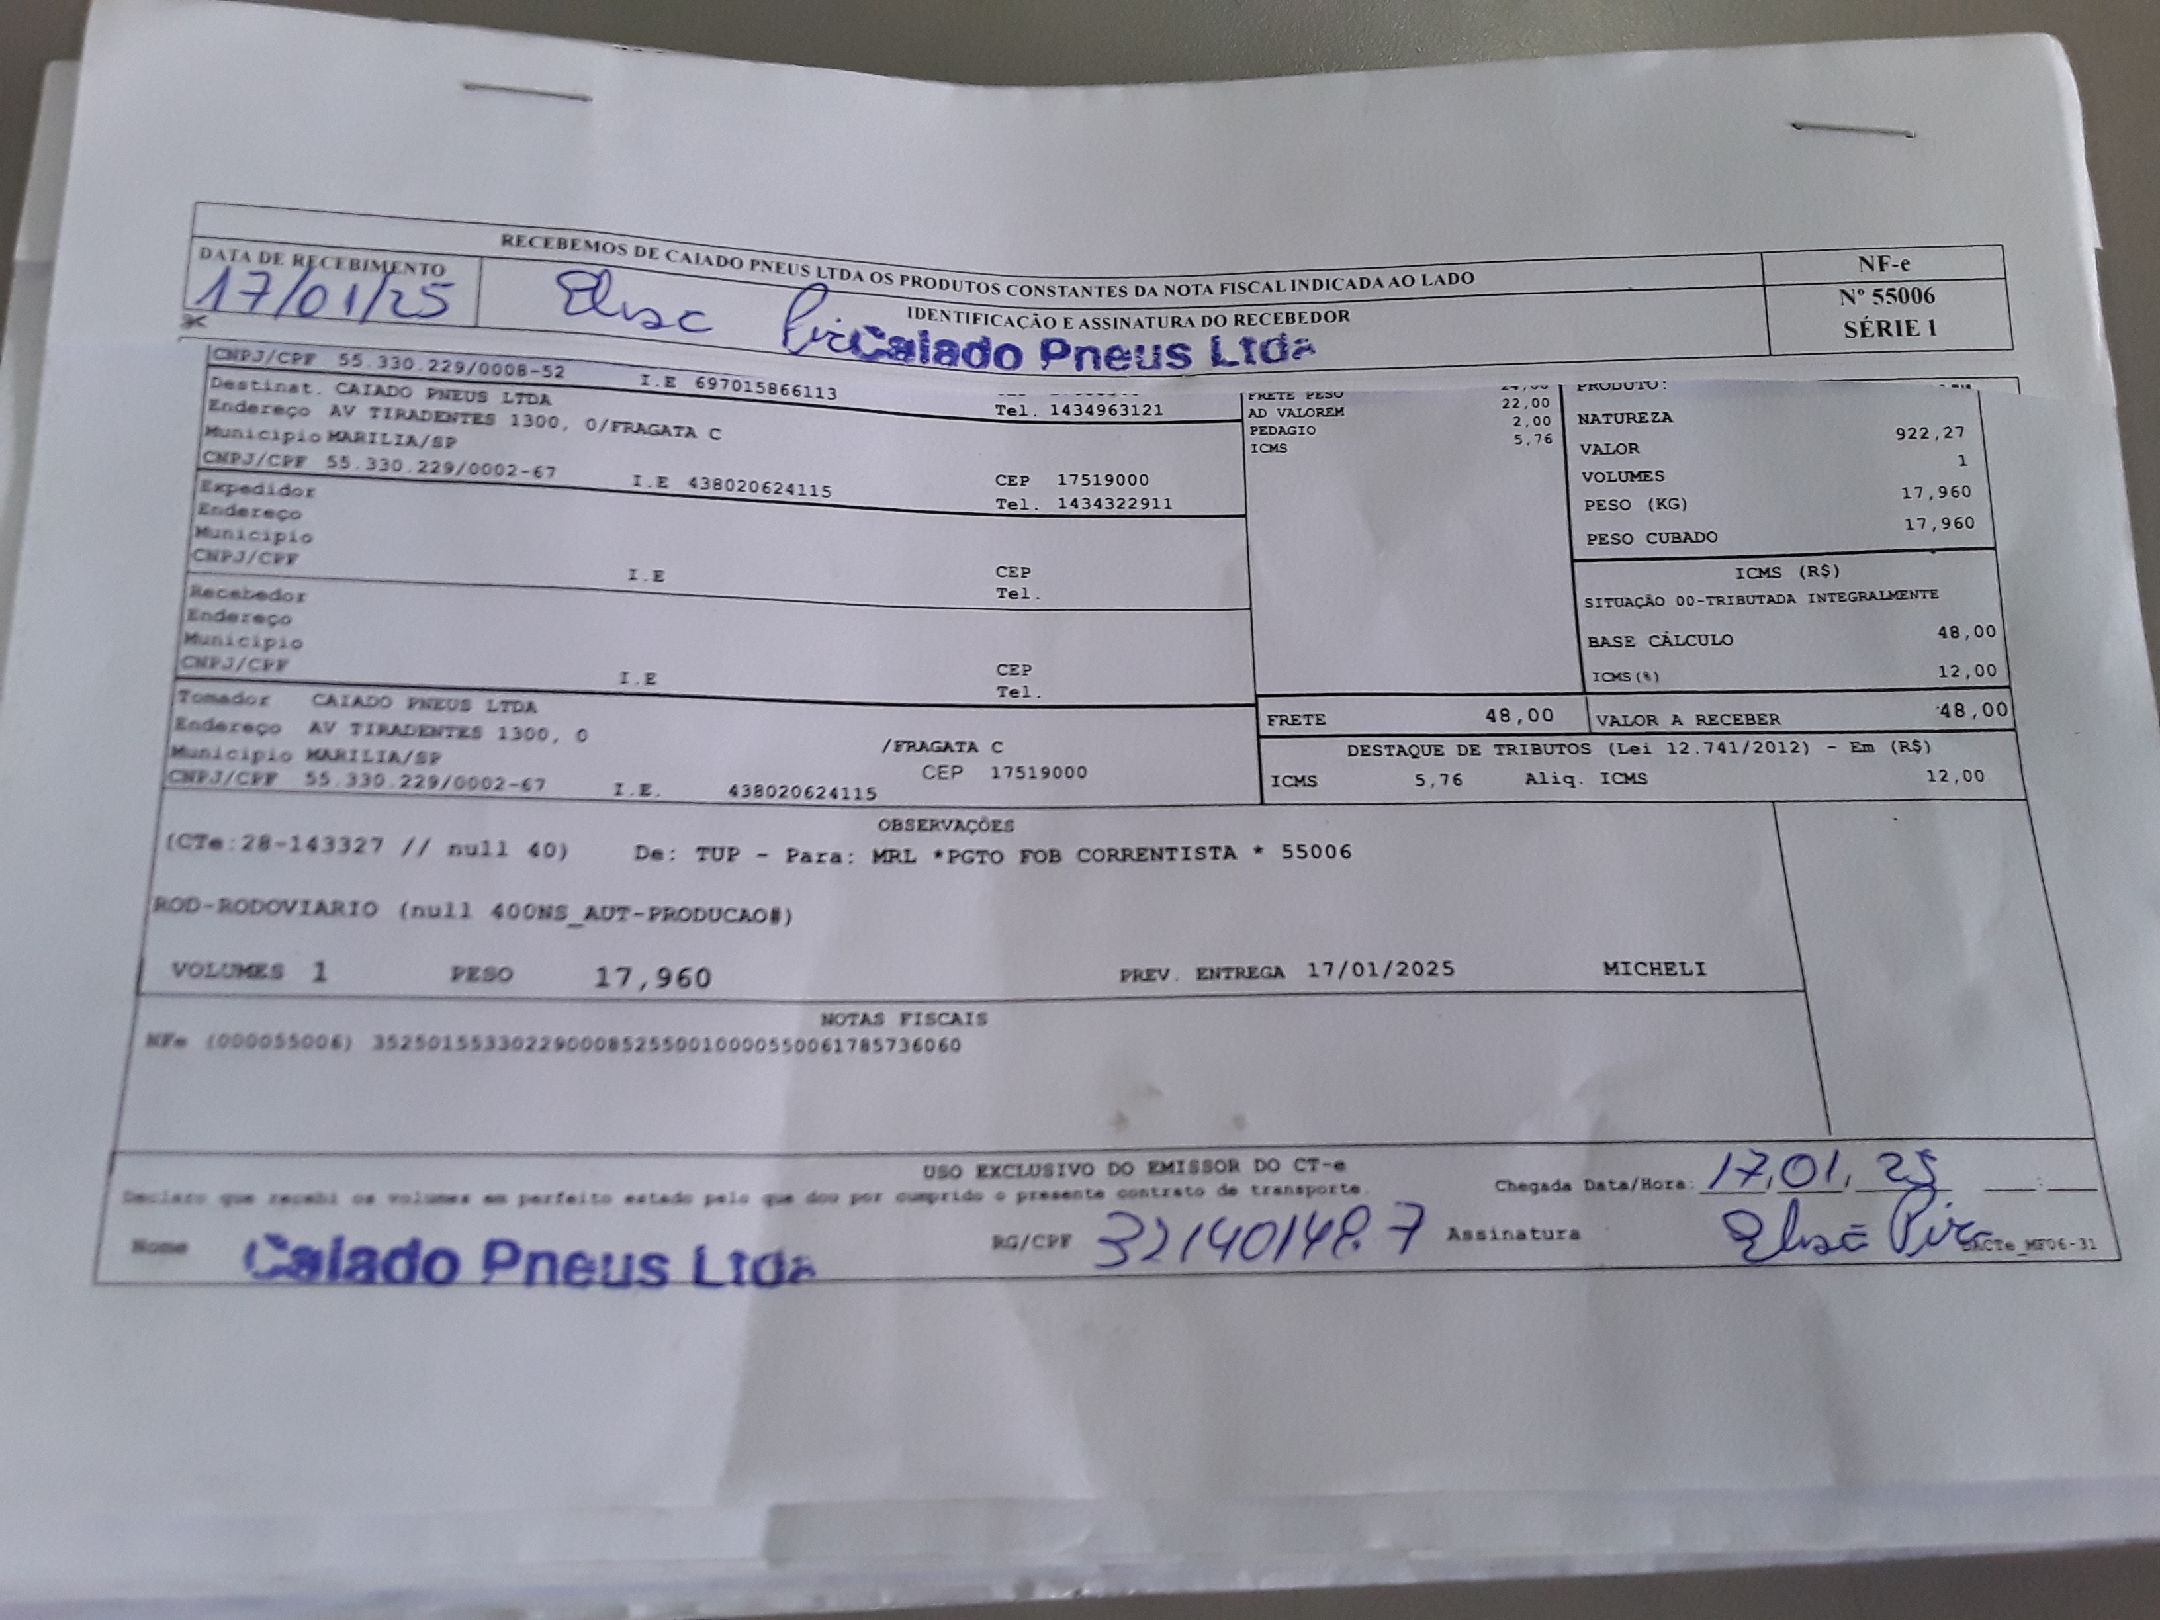 RECEBEMOS DE CAIADO PNEUS LTDA OS PRODUTOS CONSTANTES DA NOTA FISCAL INDICADA AO LADO
NF-e
Nº 55006
SÉRIE 1
DATA DE RECEBIMENTO
17/01/25
IDENTIFICAÇÃO E ASSINATURA DO RECEBEDOR
Caiado Pneus Ltda
CNPJ/CPF 55.330.229/0008-52 I.E 697015866113
Destinat. CAIADO PNEUS LTDA Tel. 1434963121
Endereço AV TIRADENTES 1300, 0/FRAGATA C
Municipio MARILIA/SP CEP 17519000
CNPJ/CPF 55.330.229/0002-67 I.E 438020624115 Tel. 1434322911
Expedidor
Endereço
Municipio CEP
CNPJ/CPF I.E Tel.
Recebedor
Endereço
Municipio CEP
CNPJ/CPF I.E Tel.
Tomador CAIADO PNEUS LTDA
Endereço AV TIRADENTES 1300, 0 /FRAGATA C
Municipio MARILIA/SP CEP 17519000
CNPJ/CPF 55.330.229/0002-67 I.E. 438020624115
FRETE PESO
AD VALOREM 22,00
PEDAGIO 2,00
ICMS 5,76
PRODUTO:
NATUREZA
VALOR 922,27
VOLUMES 1
PESO (KG) 17,960
PESO CUBADO 17,960
ICMS (R$)
SITUAÇÃO 00-TRIBUTADA INTEGRALMENTE
BASE CÁLCULO 48,00
ICMS(%) 12,00
FRETE 48,00 VALOR A RECEBER 48,00
DESTAQUE DE TRIBUTOS (Lei 12.741/2012) - Em (R$)
ICMS 5,76 Aliq. ICMS 12,00
OBSERVAÇÕES
(CTe:28-143327 // null 40) De: TUP - Para: MRL *PGTO FOB CORRENTISTA * 55006
ROD-RODOVIARIO (null 400NS_AUT-PRODUCAO#)
VOLUMES 1 PESO 17,960 PREV. ENTREGA 17/01/2025 MICHELI
NOTAS FISCAIS
NFe (000055006) 35250155330229000852550010000550061785736060
USO EXCLUSIVO DO EMISSOR DO CT-e
Declaro que recebi os volumes em perfeito estado pelo que dou por cumprido o presente contrato de transporte.
Chegada Data/Hora: 17,01,25 __:__
Nome Caiado Pneus Ltda RG/CPF 32140148.7 Assinatura
DACTe_MF06-31